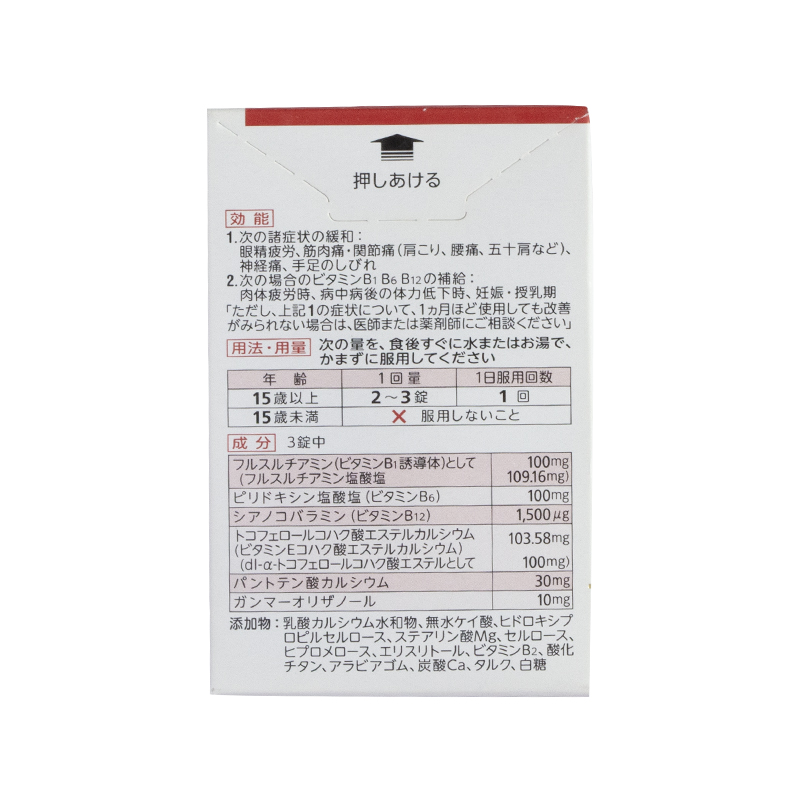 押しあける
効能
1.次の諸症状の緩和：
眼精疲労、筋肉痛・関節痛（肩こり、腰痛、五十肩など）、
神経痛、手足のしびれ
2.次の場合のビタミンB1 B6 B12の補給：
肉体疲労時、病中病後の体力低下時、妊娠・授乳期
「ただし、上記1の症状について、1ヵ月ほど使用しても改善
がみられない場合は、医師または薬剤師にご相談ください」
用法・用量 次の量を、食後すぐに水またはお湯で、
かまずに服用してください
年齢 1回量 1日服用回数
15歳以上 2～3錠 1回
15歳未満 ✕ 服用しないこと
成分 3錠中
フルスルチアミン（ビタミンB1誘導体）として 100mg
（フルスルチアミン塩酸塩 109.16mg）
ピリドキシン塩酸塩（ビタミンB6） 100mg
シアノコバラミン（ビタミンB12） 1,500μg
トコフェロールコハク酸エステルカルシウム 103.58mg
（ビタミンEコハク酸エステルカルシウム）
（dl-α-トコフェロールコハク酸エステルとして 100mg）
パントテン酸カルシウム 30mg
ガンマーオリザノール 10mg
添加物：乳酸カルシウム水和物、無水ケイ酸、ヒドロキシプ
ロピルセルロース、ステアリン酸Mg、セルロース、
ヒプロメロース、エリスリトール、ビタミンB2、酸化
チタン、アラビアゴム、炭酸Ca、タルク、白糖